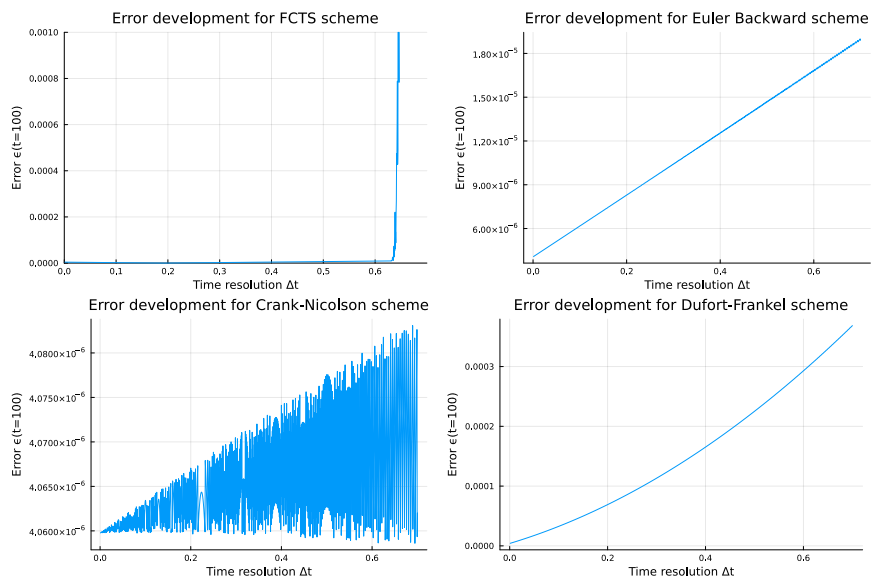 Error development for FCTS scheme
Error ϵ(t=100)
0.0010
0.0008
0.0006
0.0004
0.0002
0.0000
0.0 0.1 0.2 0.3 0.4 0.5 0.6
Time resolution Δt
Error development for Euler Backward scheme
Error ϵ(t=100)
1.80×10⁻⁵
1.50×10⁻⁵
1.20×10⁻⁵
9.00×10⁻⁶
6.00×10⁻⁶
0.0 0.2 0.4 0.6
Time resolution Δt
Error development for Crank-Nicolson scheme
Error ϵ(t=100)
4,0800×10⁻⁶
4,0750×10⁻⁶
4,0700×10⁻⁶
4,0650×10⁻⁶
4,0600×10⁻⁶
0.0 0.2 0.4 0.6
Time resolution Δt
Error development for Dufort-Frankel scheme
Error ϵ(t=100)
0.0003
0.0002
0.0001
0.0000
0.0 0.2 0.4 0.6
Time resolution Δt